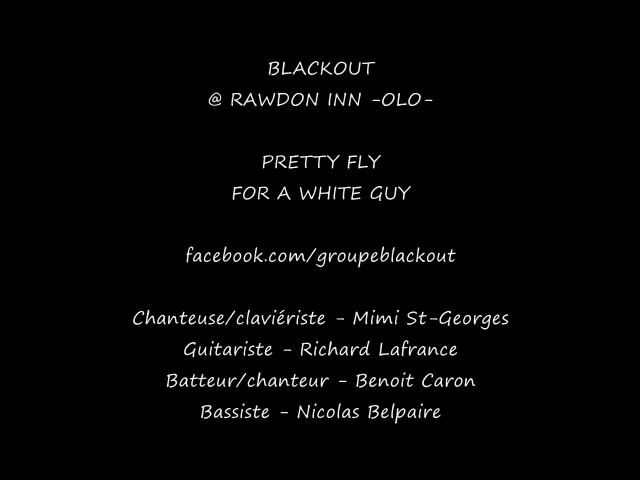 BLACKOUT
@ RAWDON INN -OLO-
PRETTY FLY
FOR A WHITE GUY
facebook.com/groupeblackout
Chanteuse/claviériste - Mimi St-Georges
Guitariste - Richard Lafrance
Batteur/chanteur - Benoit Caron
Bassiste - Nicolas Belpaire